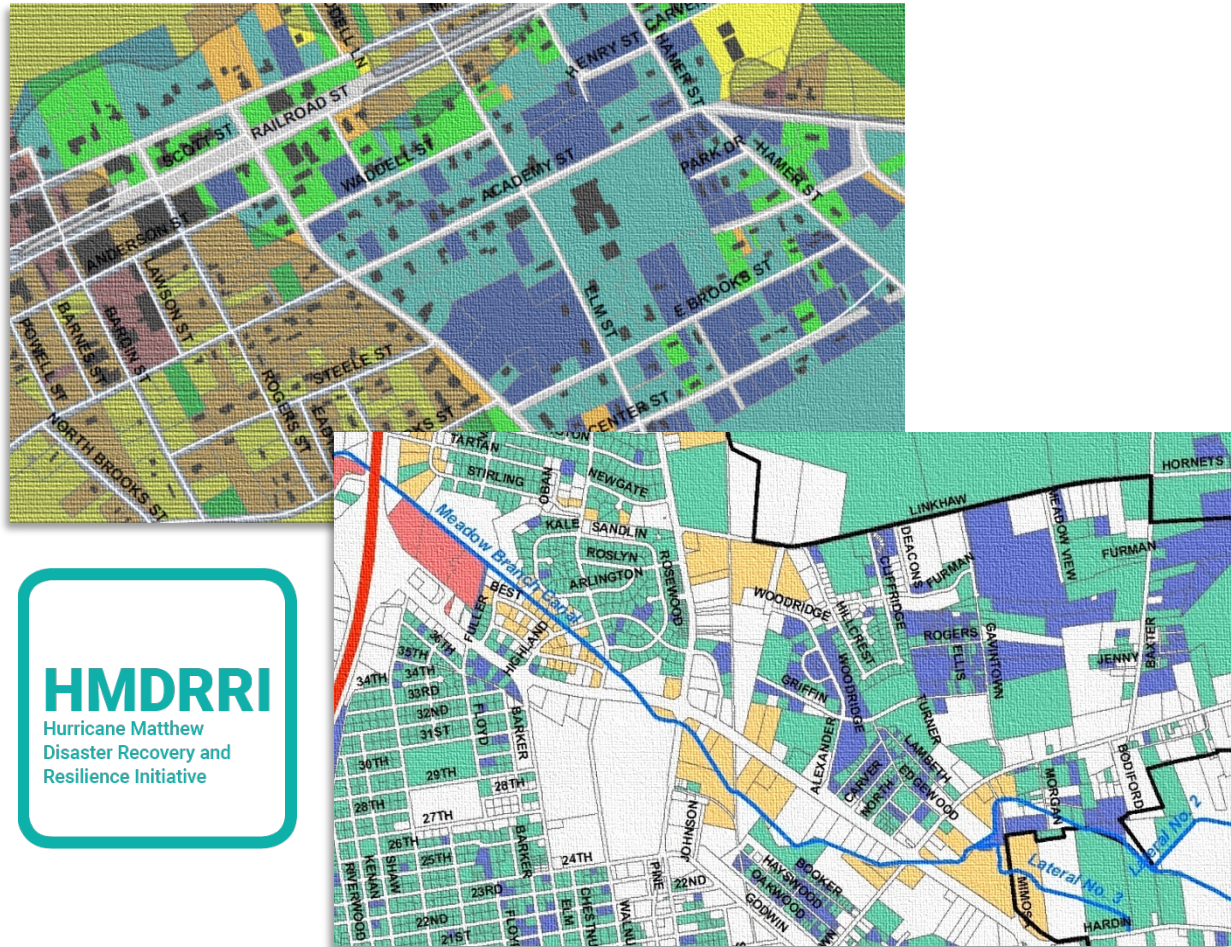 CARVER
HENRY ST
HAMER ST
RAILROAD ST
SCOTT ST
WADDELL ST
ACADEMY ST
PARK DR
HAMER ST
ANDERSON ST
LAWSON ST
BARNES ST
BARDIN ST
POWELL ST
ELM ST
E BROOKS ST
STEELE ST
ROGERS ST
CENTER ST
NORTH BROOKS ST
TARTAN
STIRLING
OBAN
NEWGATE
KALE
SANDLIN
ROSLYN
ARLINGTON
ROSEWOOD
Meadow Branch Canal
BEST
FULLER
HIGHLAND
36TH
35TH
34TH
34TH
33RD
32ND
31ST
30TH
29TH
28TH
28TH
27TH
26TH
25TH
24TH
23RD
22ND
22ND
21ST
FLOYD
BARKER
BARKER
RIVERWOOD
KENAN
SHAW
ELM
CHESTNU
WALNU
PINE
JOHNSON
LINKHAW
HORNETS
MEADOW VIEW
DEACONS
CLIFFRIDGE
FURMAN
FURMAN
WOODRIDGE
HILLCREST
WOODRIDGE
ROGERS
ELLIS
GAVINTOWN
JENNY
BAXTER
GRIFFIN
ALEXANDER
TURNER
LAMBETH
EDGEWOOD
CARVER
NORTH
MORGAN
BODIFORD
BOOKER
HAYSWOOD
OAKWOOD
GODWIN
Lateral No. 2
Lateral No. 3
HARDIN
HMDRRI
Hurricane Matthew
Disaster Recovery and
Resilience Initiative